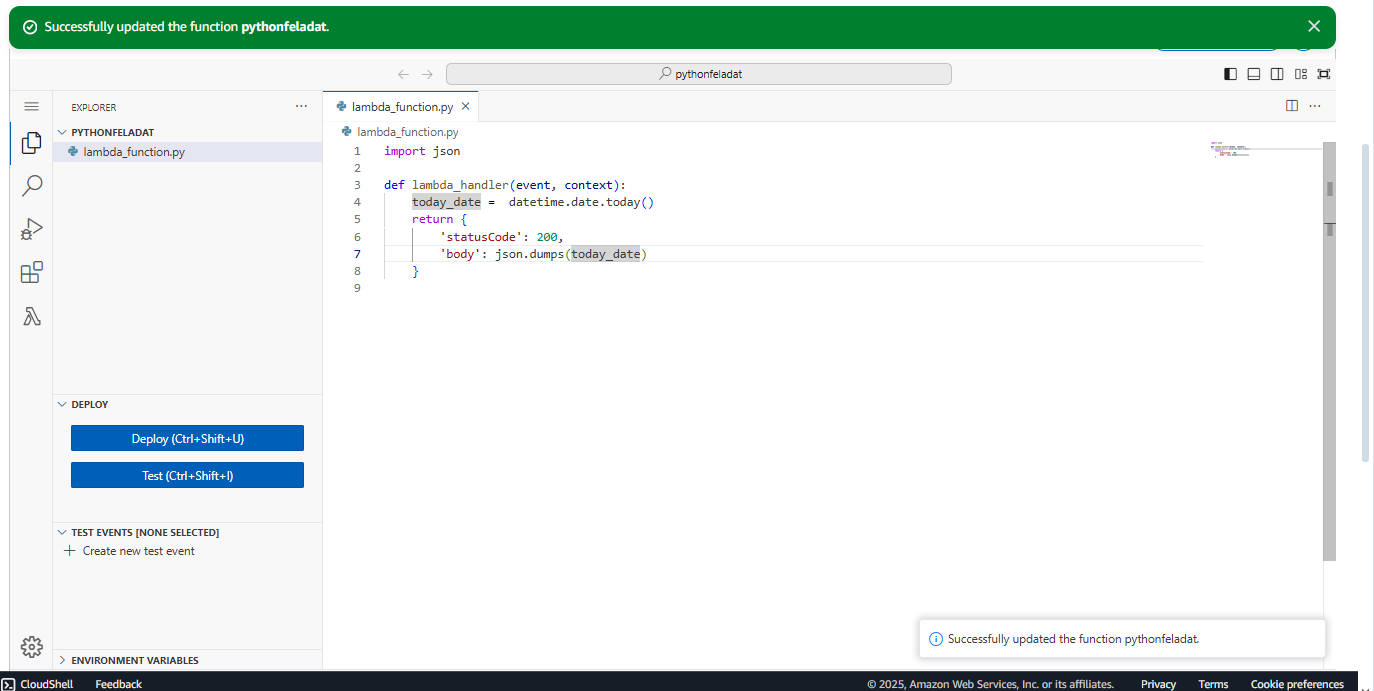 Successfully updated the function pythonfeladat.
pythonfeladat
EXPLORER
PYTHONFELADAT
lambda_function.py
DEPLOY
Deploy (Ctrl+Shift+U)
Test (Ctrl+Shift+I)
TEST EVENTS [NONE SELECTED]
Create new test event
ENVIRONMENT VARIABLES
lambda_function.py
lambda_function.py
1 import json
2
3 def lambda_handler(event, context):
4     today_date =  datetime.date.today()
5     return {
6         'statusCode': 200,
7         'body': json.dumps(today_date)
8     }
9
Successfully updated the function pythonfeladat.
CloudShell Feedback © 2025, Amazon Web Services, Inc. or its affiliates. Privacy Terms Cookie preferences